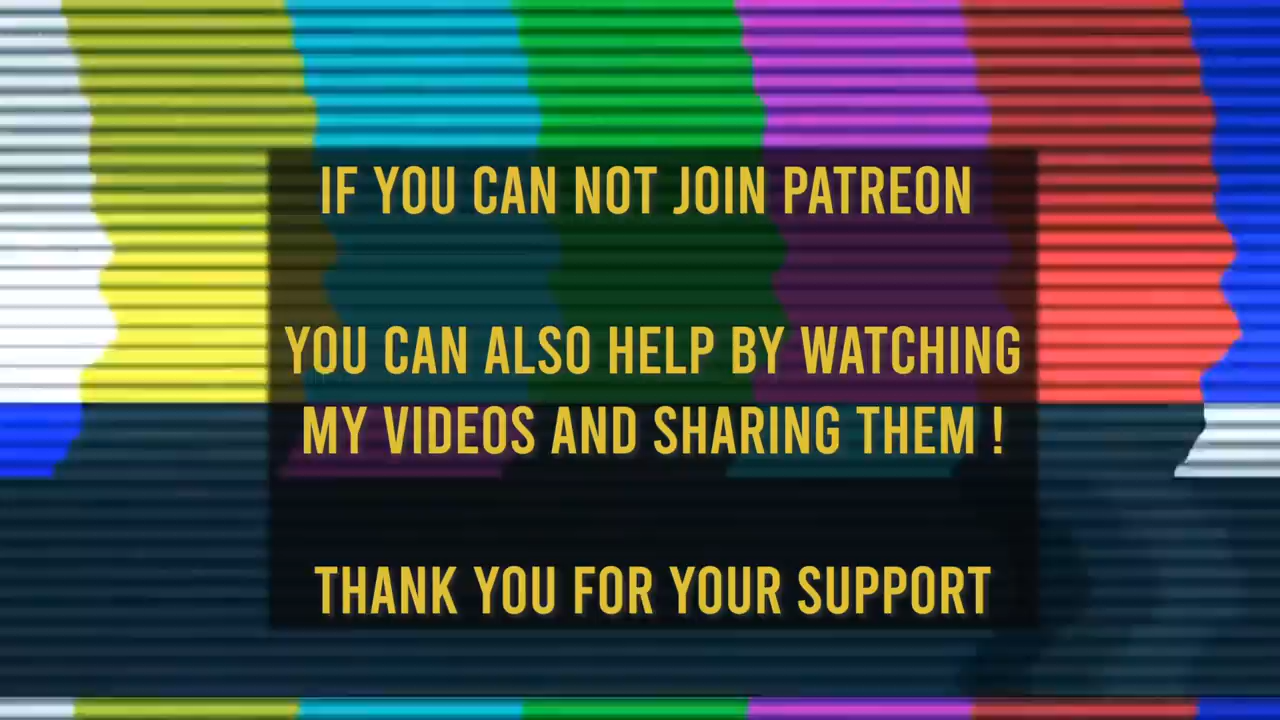 IF YOU CAN NOT JOIN PATREON
YOU CAN ALSO HELP BY WATCHING
MY VIDEOS AND SHARING THEM !
THANK YOU FOR YOUR SUPPORT